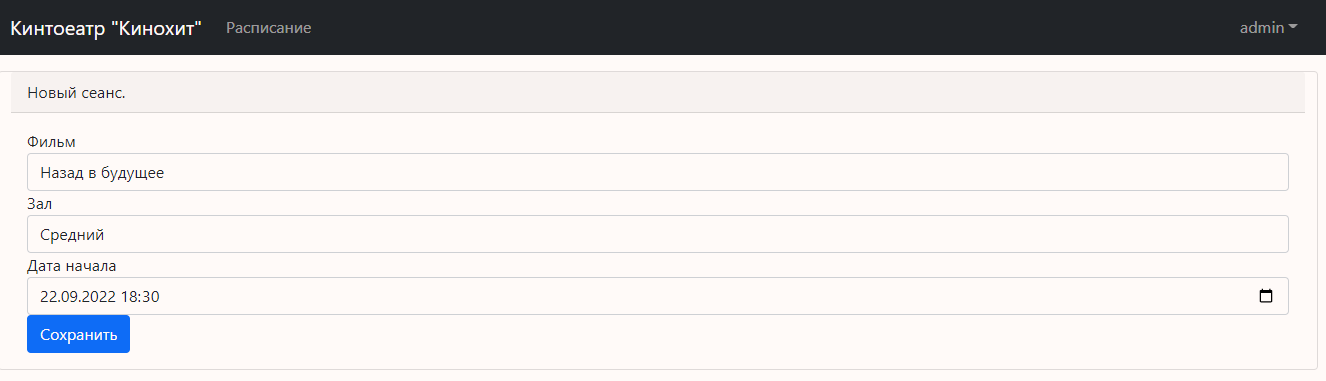 Кинтоеатр "Кинохит" Расписание admin
Новый сеанс.
Фильм
Назад в будущее
Зал
Средний
Дата начала
22.09.2022 18:30
Сохранить